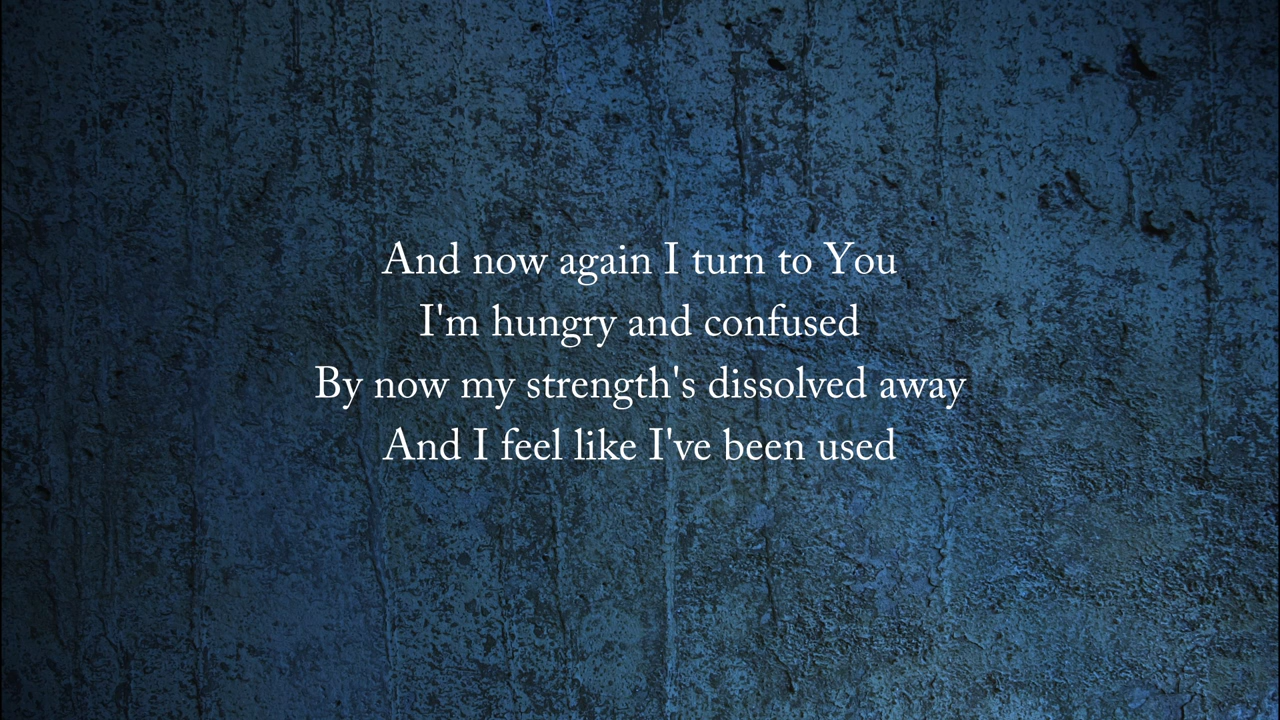 And now again I turn to You
I'm hungry and confused
By now my strength's dissolved away
And I feel like I've been used